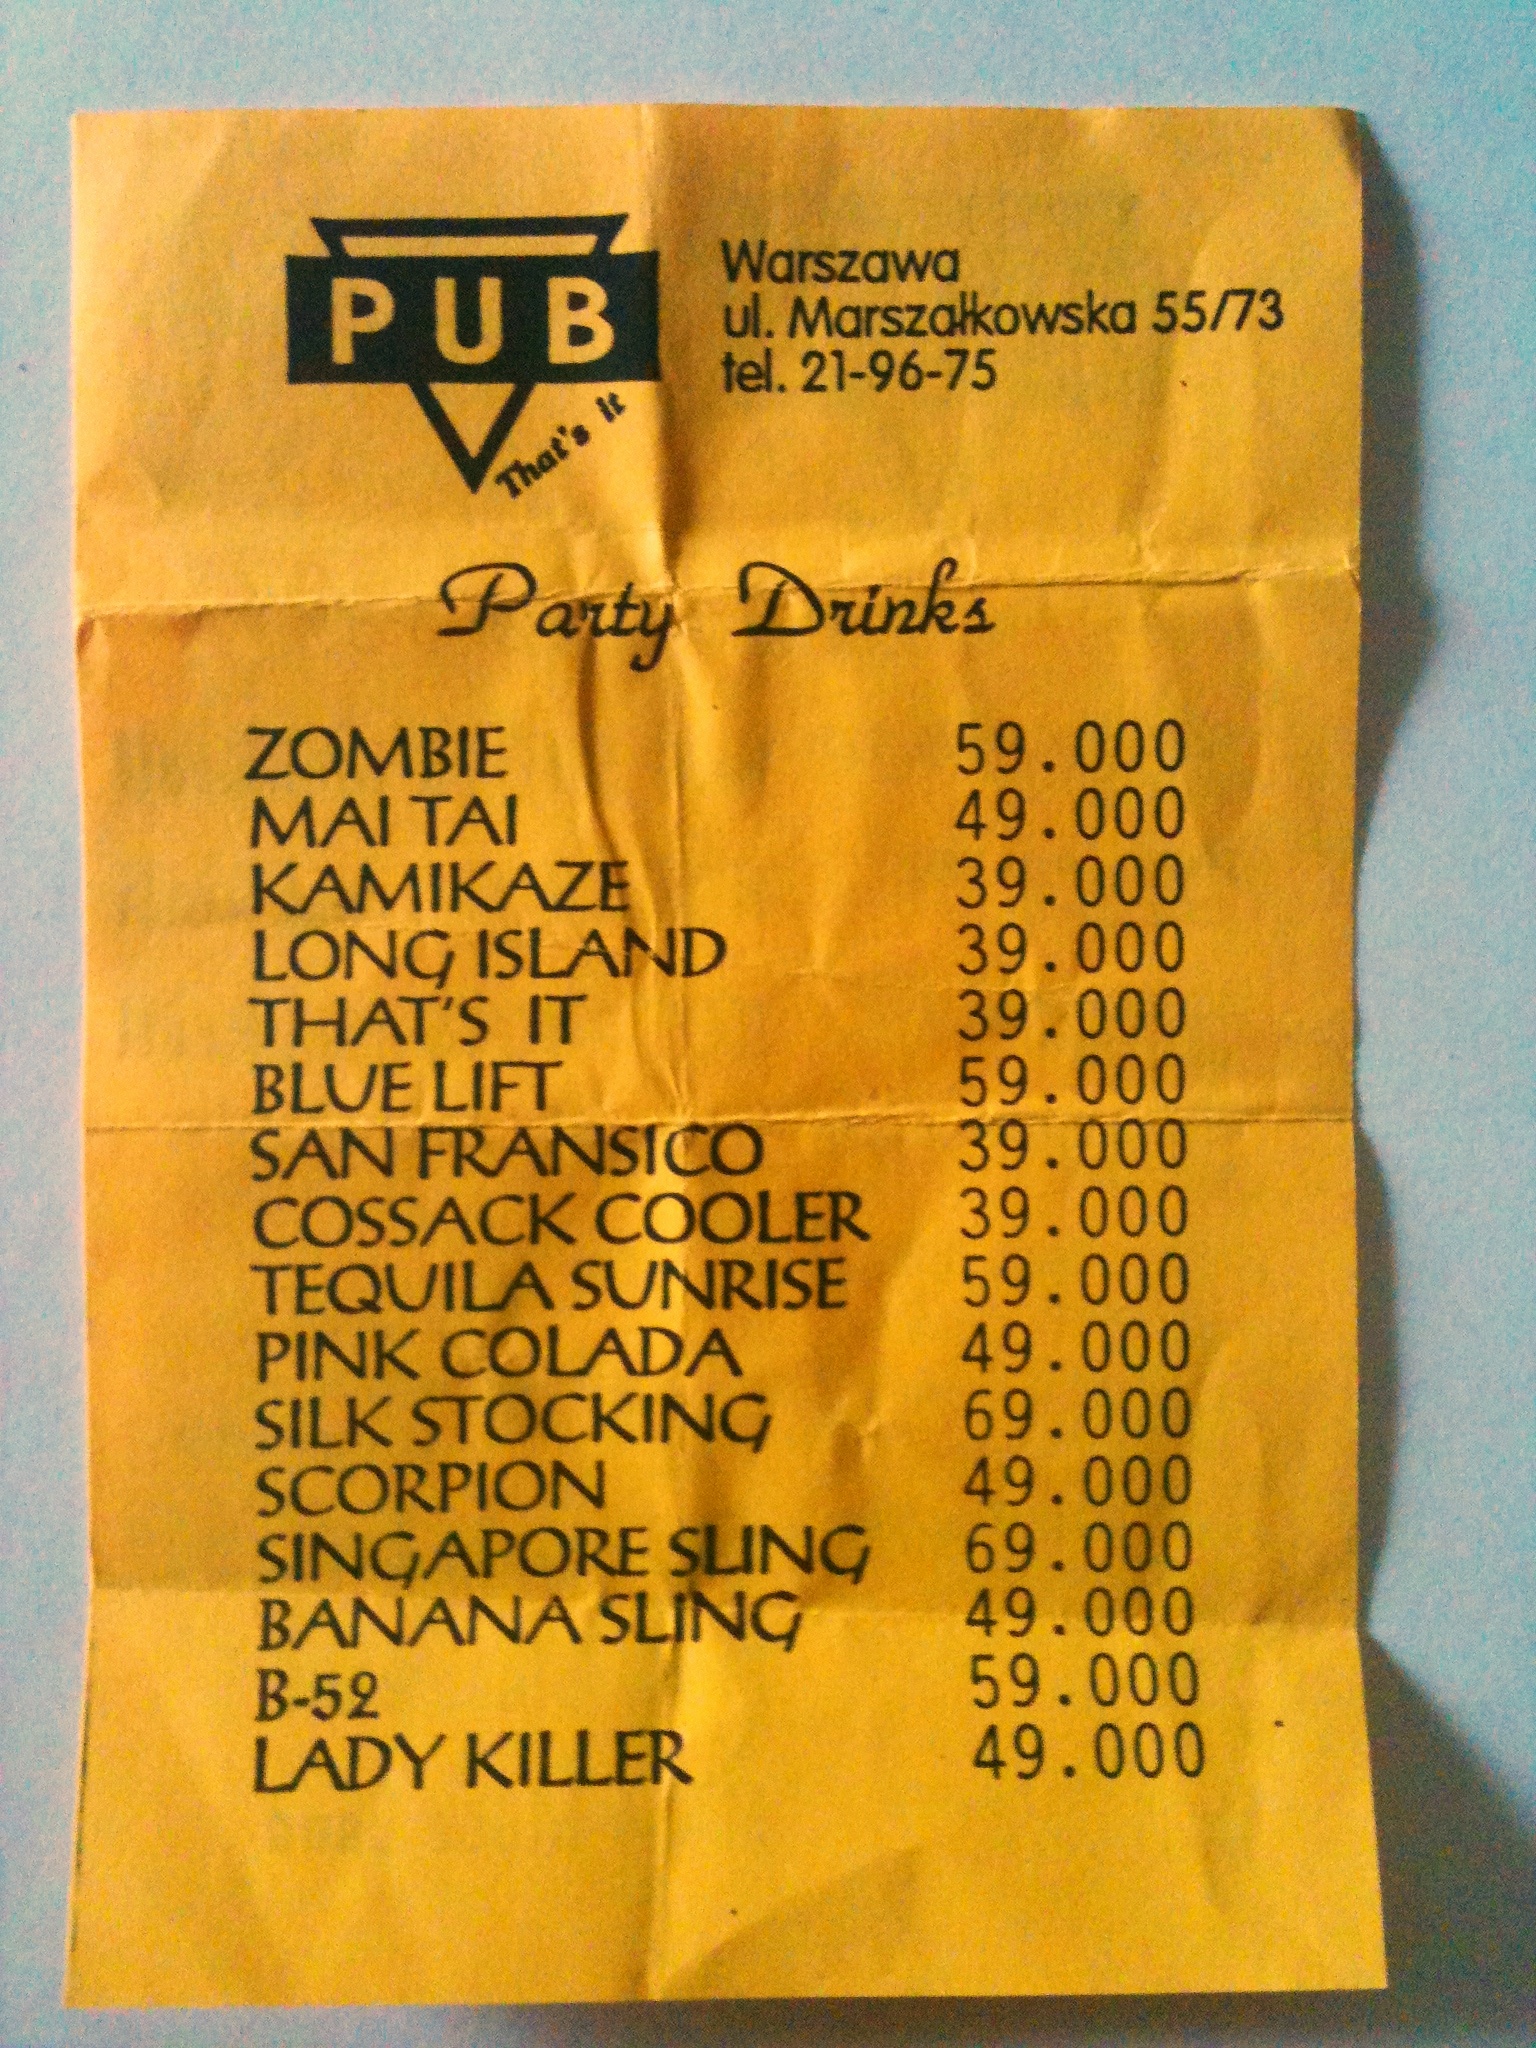 PUB
That's It
Warszawa
ul. Marszałkowska 55/73
tel. 21-96-75
Party Drinks
ZOMBIE 59.000
MAI TAI 49.000
KAMIKAZE 39.000
LONG ISLAND 39.000
THAT'S IT 39.000
BLUE LIFT 59.000
SAN FRANSICO 39.000
COSSACK COOLER 39.000
TEQUILA SUNRISE 59.000
PINK COLADA 49.000
SILK STOCKING 69.000
SCORPION 49.000
SINGAPORE SLING 69.000
BANANA SLING 49.000
B-52 59.000
LADY KILLER 49.000